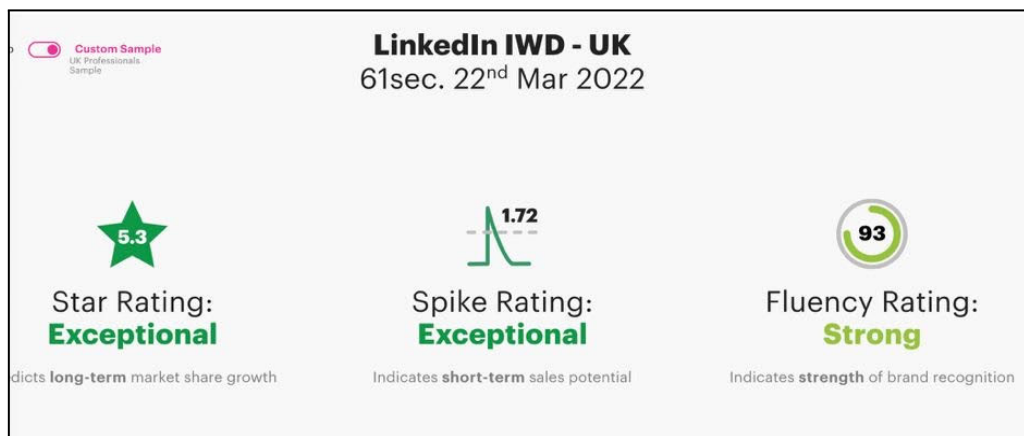 LinkedIn IWD - UK
61sec. 22nd Mar 2022
Custom Sample
UK Professionals
Sample
5.3
1.72
93
Star Rating:
Exceptional
Spike Rating:
Exceptional
Fluency Rating:
Strong
long-term market share growth
Indicates short-term sales potential
Indicates strength of brand recognition